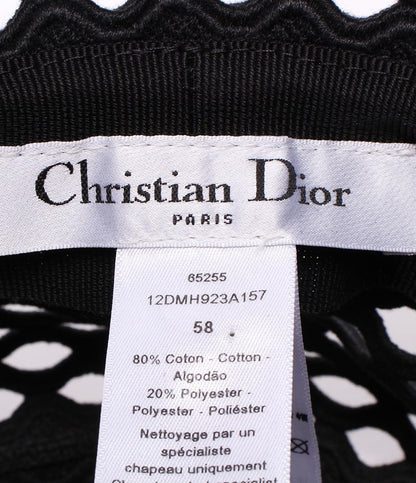 Christian Dior
PARIS
65255
12DMH923A157
58
80% Coton - Cotton -
Algodão
20% Polyester -
Polyester - Poliéster
Nettoyage par un
spécialiste
chapeau uniquement